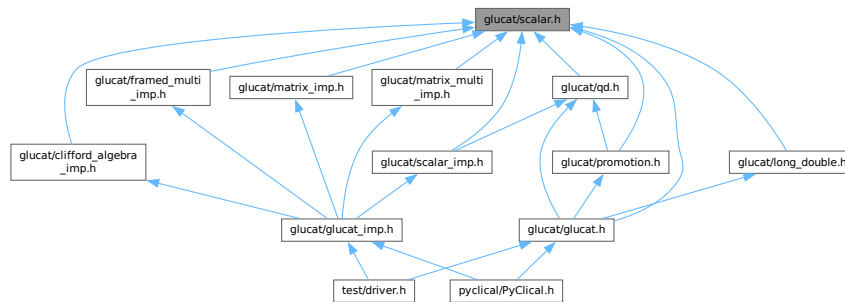 glucat/scalar.h
glucat/framed_multi
_imp.h
glucat/matrix_imp.h
glucat/matrix_multi
_imp.h
glucat/qd.h
glucat/clifford_algebra
_imp.h
glucat/scalar_imp.h
glucat/promotion.h
glucat/long_double.h
glucat/glucat_imp.h
glucat/glucat.h
test/driver.h
pyclical/PyClical.h